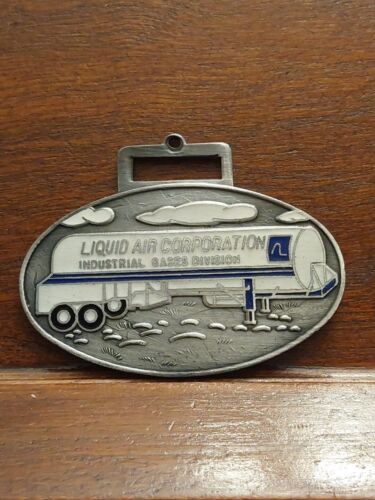 LIQUID AIR CORPORATION
INDUSTRIAL GASES DIVISION